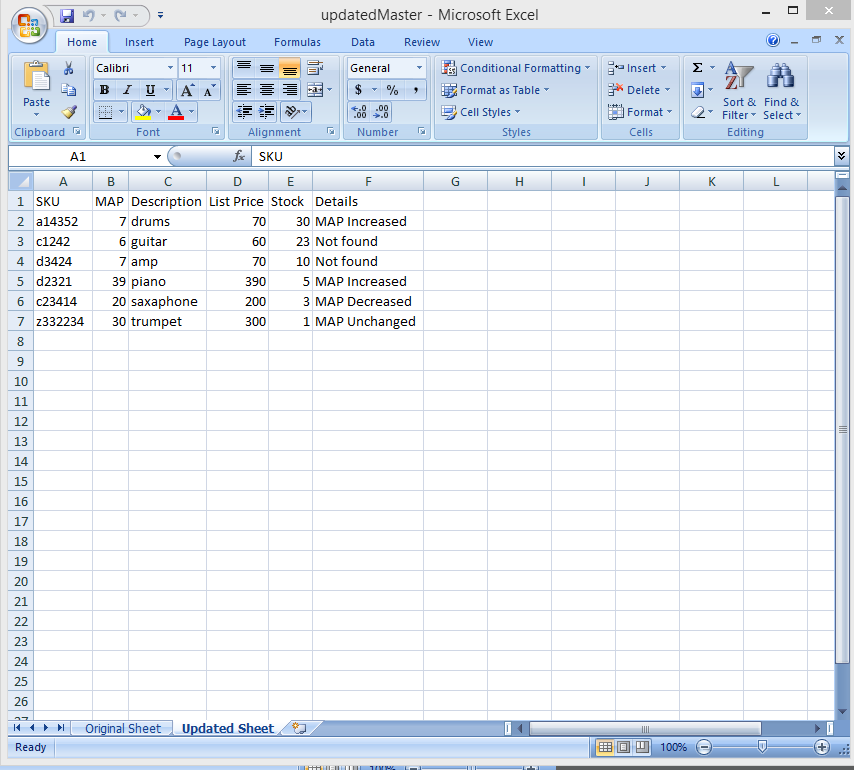 updatedMaster - Microsoft Excel
Home Insert Page Layout Formulas Data Review View
Calibri 11 General Conditional Formatting Insert Σ
Paste B I U A A $ % , Format as Table Delete Sort & Find &
A .00 .0 .00 Cell Styles Format Filter Select
Clipboard Font Alignment Number Styles Cells Editing
A1 fx SKU
A B C D E F G H I J K L
1 SKU MAP Description List Price Stock Details
2 a14352 7 drums 70 30 MAP Increased
3 c1242 6 guitar 60 23 Not found
4 d3424 7 amp 70 10 Not found
5 d2321 39 piano 390 5 MAP Increased
6 c23414 20 saxaphone 200 3 MAP Decreased
7 z332234 30 trumpet 300 1 MAP Unchanged
8
9
10
11
12
13
14
15
16
17
18
19
20
21
22
23
24
25
26
27
Original Sheet Updated Sheet
Ready 100%
100%